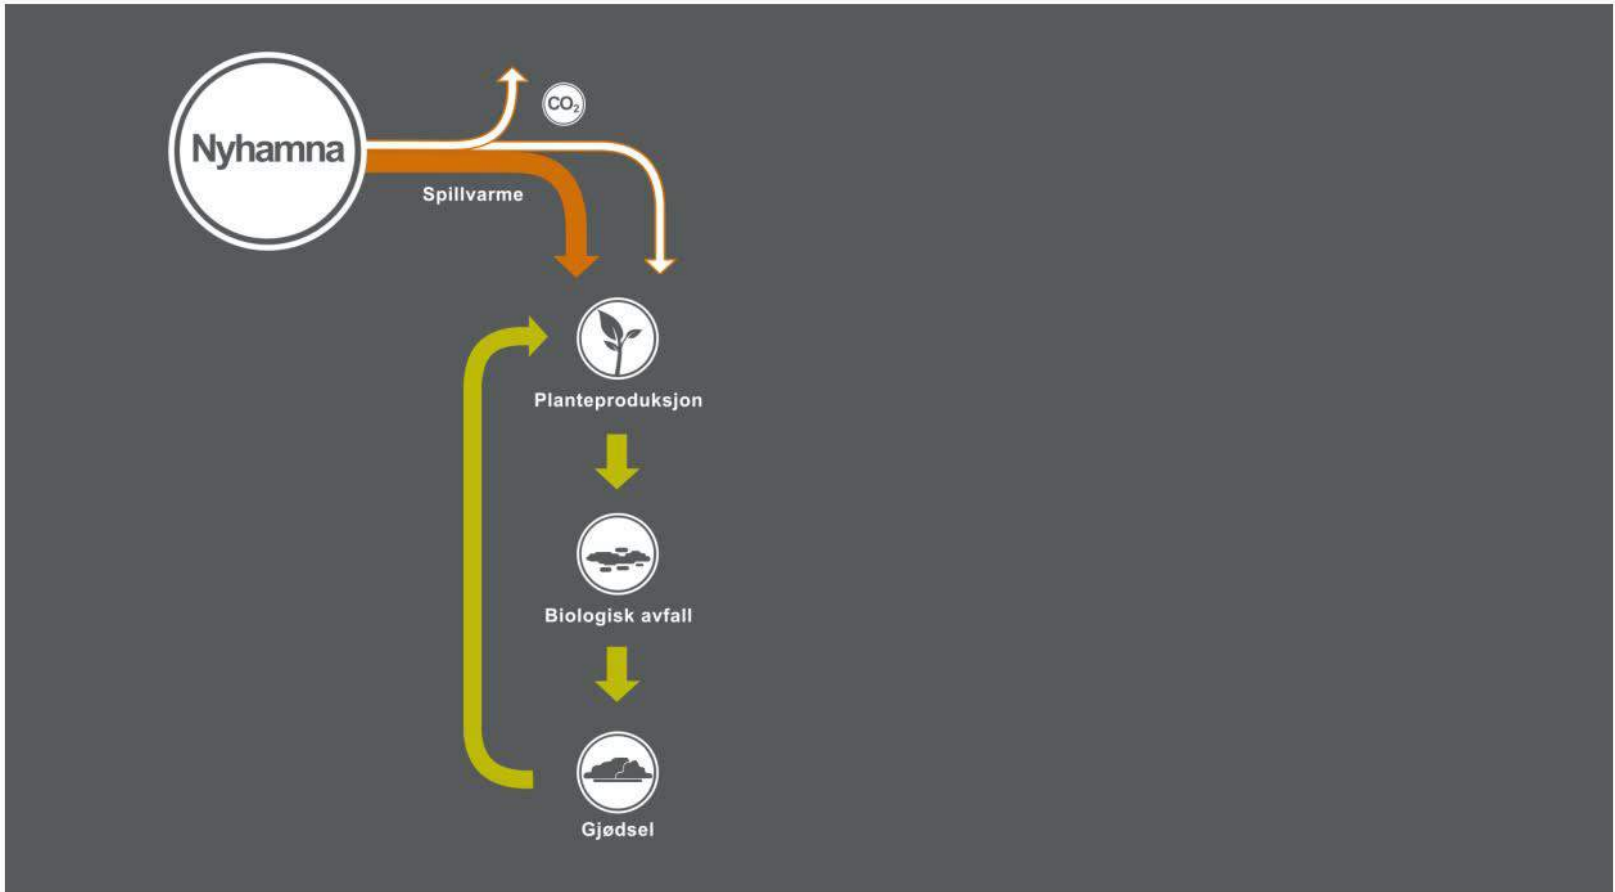 Nyhamna
CO₂
Spillvarme
Planteproduksjon
Biologisk avfall
Gjødsel